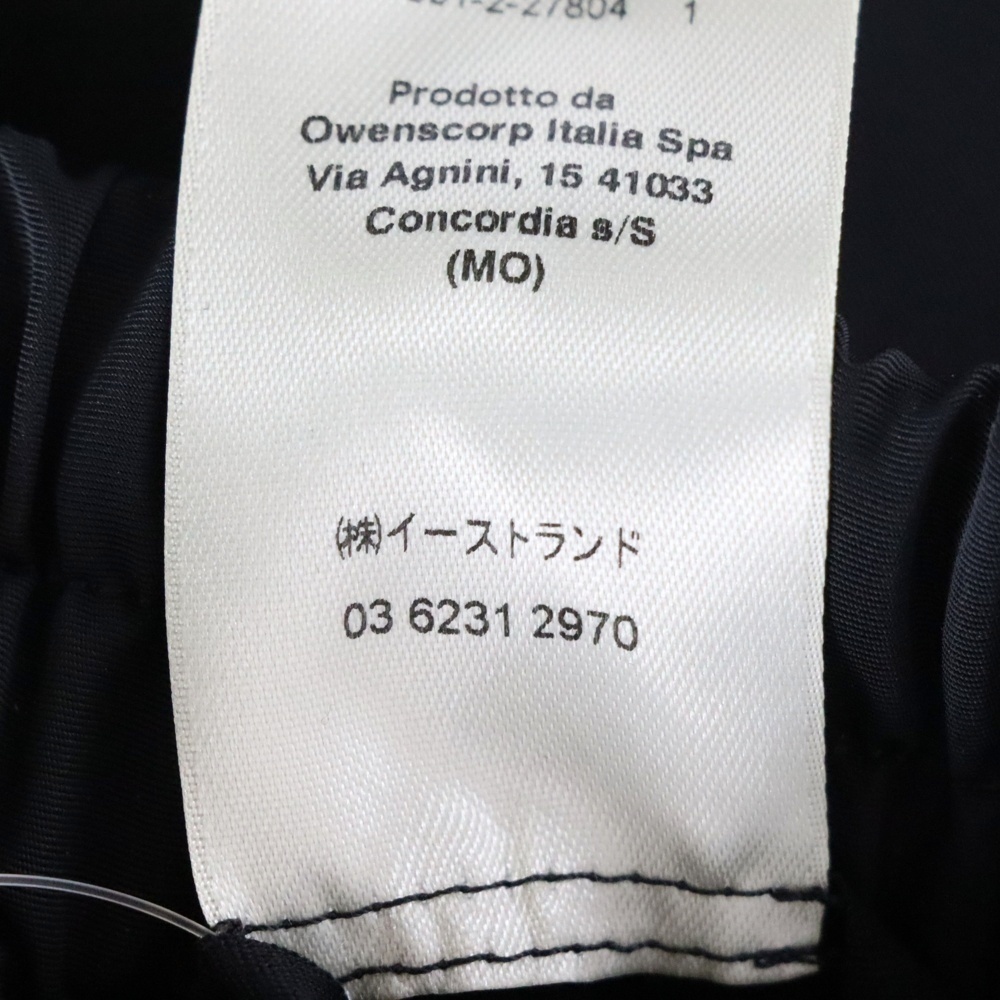 1
Prodotto da
Owenscorp Italia Spa
Via Agnini, 15 41033
Concordia s/S
(MO)
㈱イーストランド
03 6231 2970